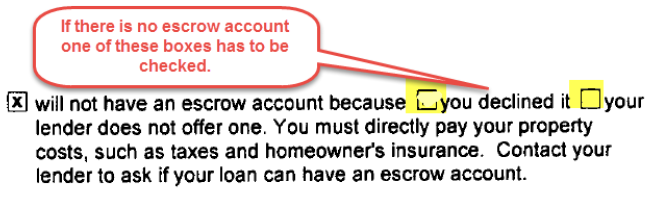 If there is no escrow account
one of these boxes has to be
checked.
☒ will not have an escrow account because ☐ you declined it ☐ your
lender does not offer one. You must directly pay your property
costs, such as taxes and homeowner's insurance. Contact your
lender to ask if your loan can have an escrow account.